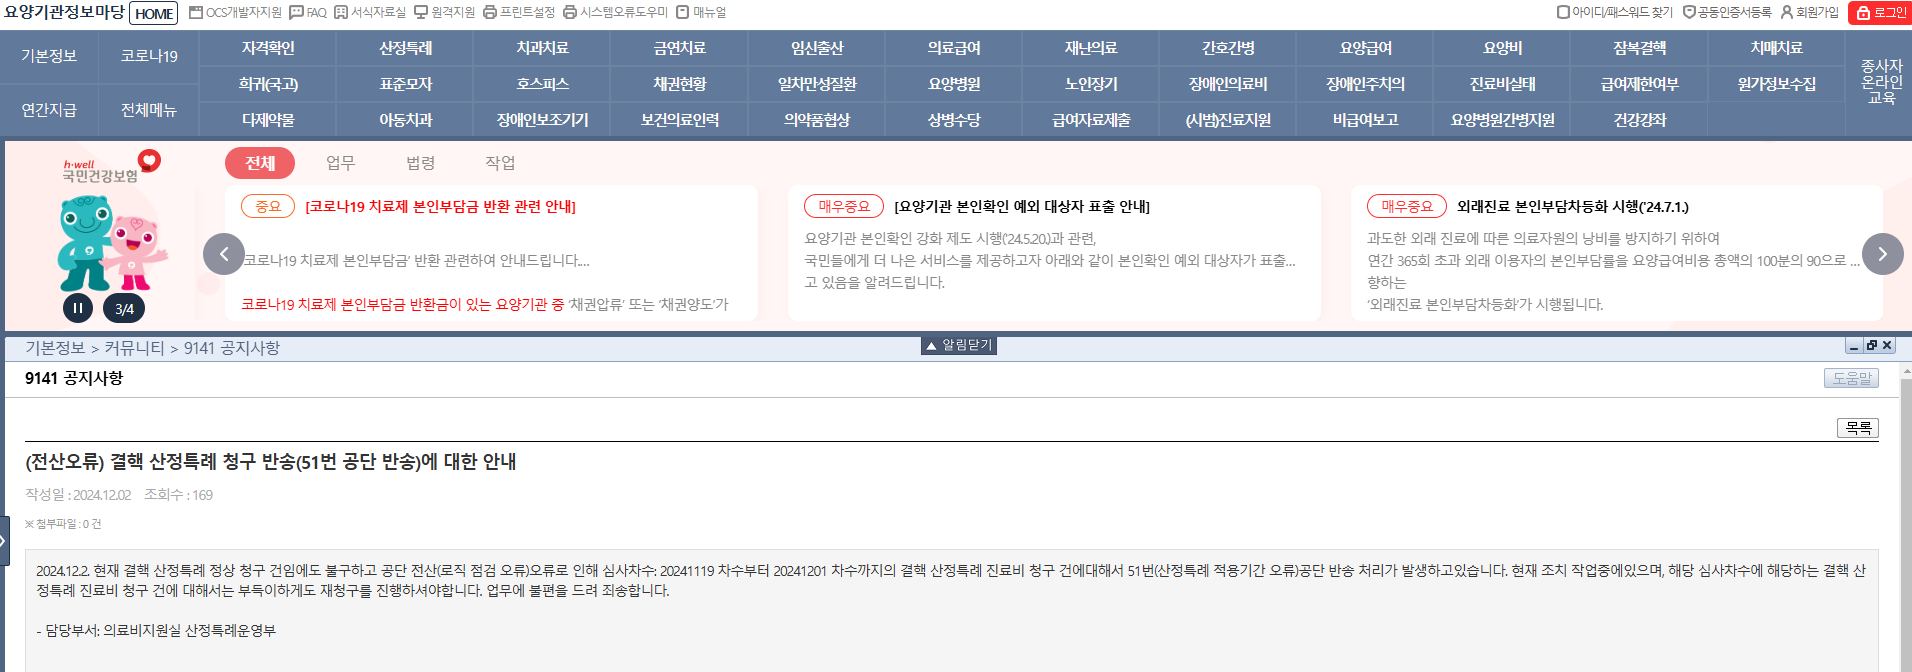 요양기관정보마당 HOME OCS개발자지원 FAQ 서식자료실 원격지원 프린트설정 시스템오류도우미 매뉴얼 아이디/패스워드 찾기 공동인증서등록 회원가입 로그인
기본정보 코로나19 연간지급 전체메뉴
자격확인 산정특례 치과치료 금연치료 임신출산 의료급여 재난의료 간호간병 요양급여 요양비 잠복결핵 치매치료
희귀(국고) 표준모자 호스피스 채권현황 일차만성질환 요양병원 노인장기 장애인의료비 장애인주치의 진료비실태 급여제한여부 원가정보수집
다제약물 아동치과 장애인보조기기 보건의료인력 의약품협상 상병수당 급여자료제출 (시범)진료지원 비급여보고 요양병원간병지원 건강강좌
종사자
온라인
교육
h·well
국민건강보험
3/4
전체 업무 법령 작업
중요 [코로나19 치료제 본인부담금 반환 관련 안내]
코로나19 치료제 본인부담금' 반환 관련하여 안내드립니다....
코로나19 치료제 본인부담금 반환금이 있는 요양기관 중 '채권압류' 또는 '채권양도'가
매우중요 [요양기관 본인확인 예외 대상자 표출 안내]
요양기관 본인확인 강화 제도 시행('24.5.20.)과 관련,
국민들에게 더 나은 서비스를 제공하고자 아래와 같이 본인확인 예외 대상자가 표출...
고 있음을 알려드립니다.
매우중요 외래진료 본인부담차등화 시행('24.7.1.)
과도한 외래 진료에 따른 의료자원의 낭비를 방지하기 위하여
연간 365회 초과 외래 이용자의 본인부담률을 요양급여비용 총액의 100분의 90으로 ...
향하는
'외래진료 본인부담차등화'가 시행됩니다.
기본정보 > 커뮤니티 > 9141 공지사항
▲ 알림닫기
9141 공지사항
도움말
목록
(전산오류) 결핵 산정특례 청구 반송(51번 공단 반송)에 대한 안내
작성일 : 2024.12.02 조회수 : 169
※ 첨부파일 : 0 건
2024.12.2. 현재 결핵 산정특례 정상 청구 건임에도 불구하고 공단 전산(로직 점검 오류)오류로 인해 심사차수: 20241119 차수부터 20241201 차수까지의 결핵 산정특례 진료비 청구 건에대해서 51번(산정특례 적용기간 오류)공단 반송 처리가 발생하고있습니다. 현재 조치 작업중에있으며, 해당 심사차수에 해당하는 결핵 산
정특례 진료비 청구 건에 대해서는 부득이하게도 재청구를 진행하셔야합니다. 업무에 불편을 드려 죄송합니다.
- 담당부서: 의료비지원실 산정특례운영부